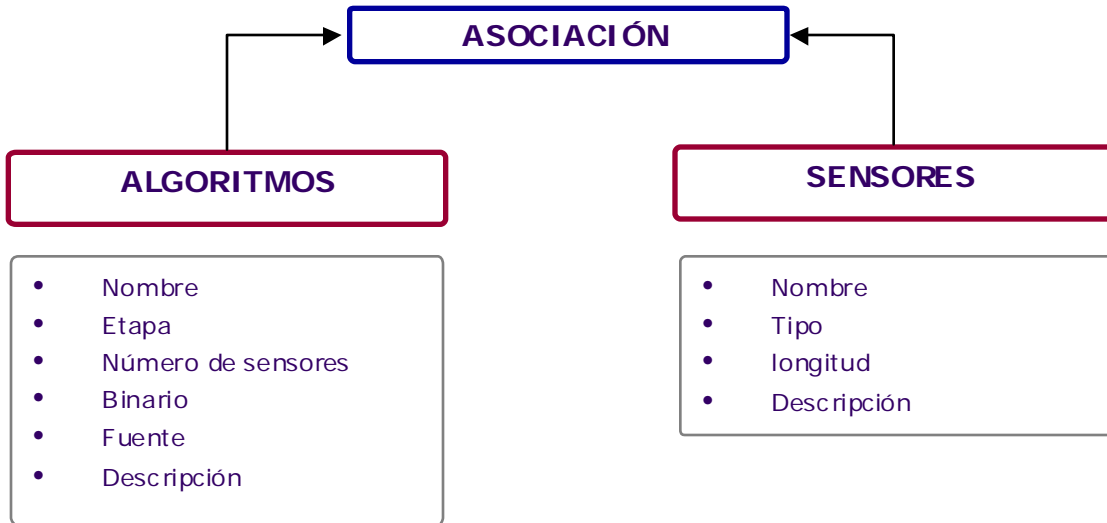 ASOCIACIÓN
ALGORITMOS
• Nombre
• Etapa
• Número de sensores
• Binario
• Fuente
• Descripción
SENSORES
• Nombre
• Tipo
• longitud
• Descripción